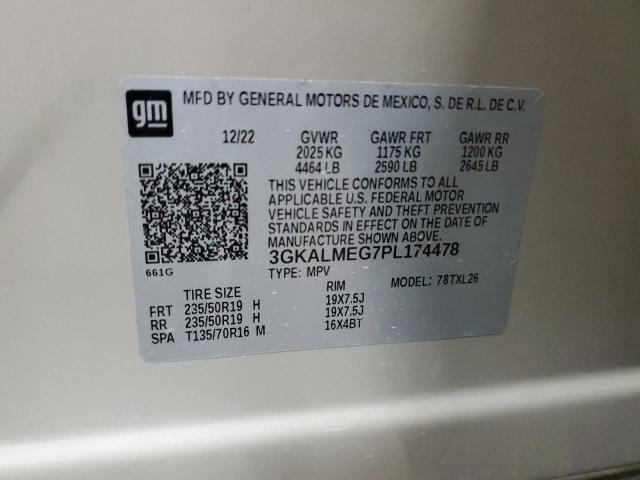 gm
MFD BY GENERAL MOTORS DE MEXICO, S. DE R.L. DE C.V.
12/22 GVWR GAWR FRT GAWR RR
2025 KG 1175 KG 1200 KG
4464 LB 2590 LB 2645 LB
THIS VEHICLE CONFORMS TO ALL
APPLICABLE U.S. FEDERAL MOTOR
VEHICLE SAFETY AND THEFT PREVENTION
STANDARDS IN EFFECT ON THE DATE OF
MANUFACTURE SHOWN ABOVE.
3GKALMEG7PL174478
661G
TYPE: MPV MODEL: 78TXL26
TIRE SIZE RIM
FRT 235/50R19 H 19X7.5J
RR 235/50R19 H 19X7.5J
SPA T135/70R16 M 16X4BT